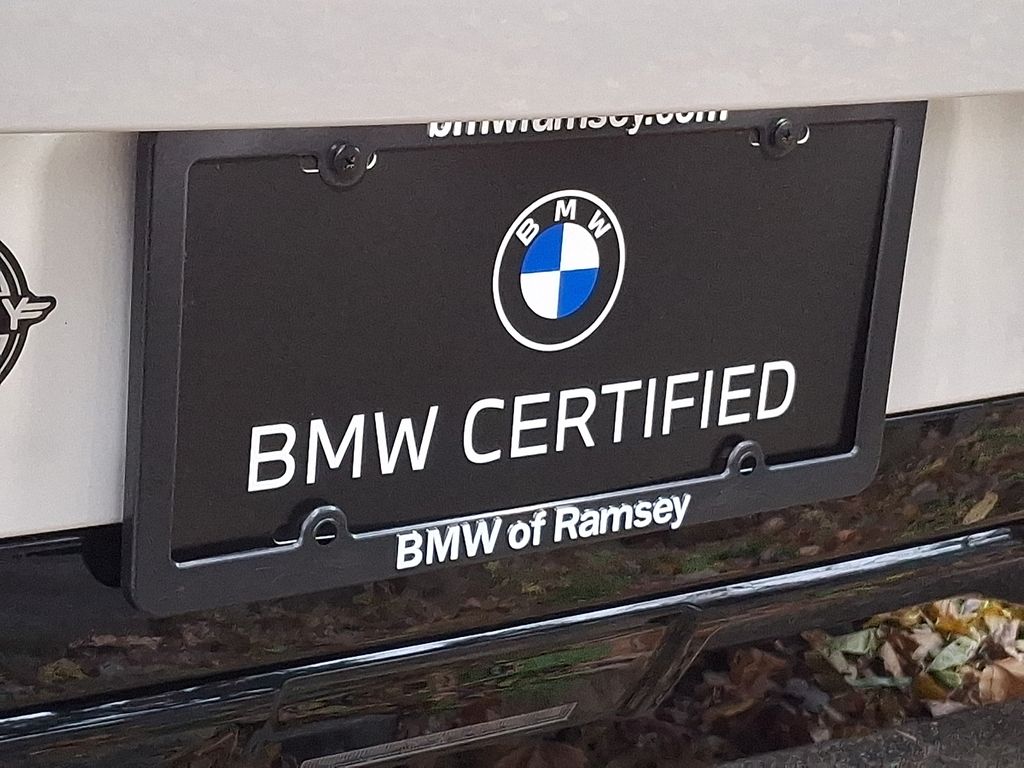 bmwramsey.com
BMW
BMW CERTIFIED
BMW of Ramsey
Y